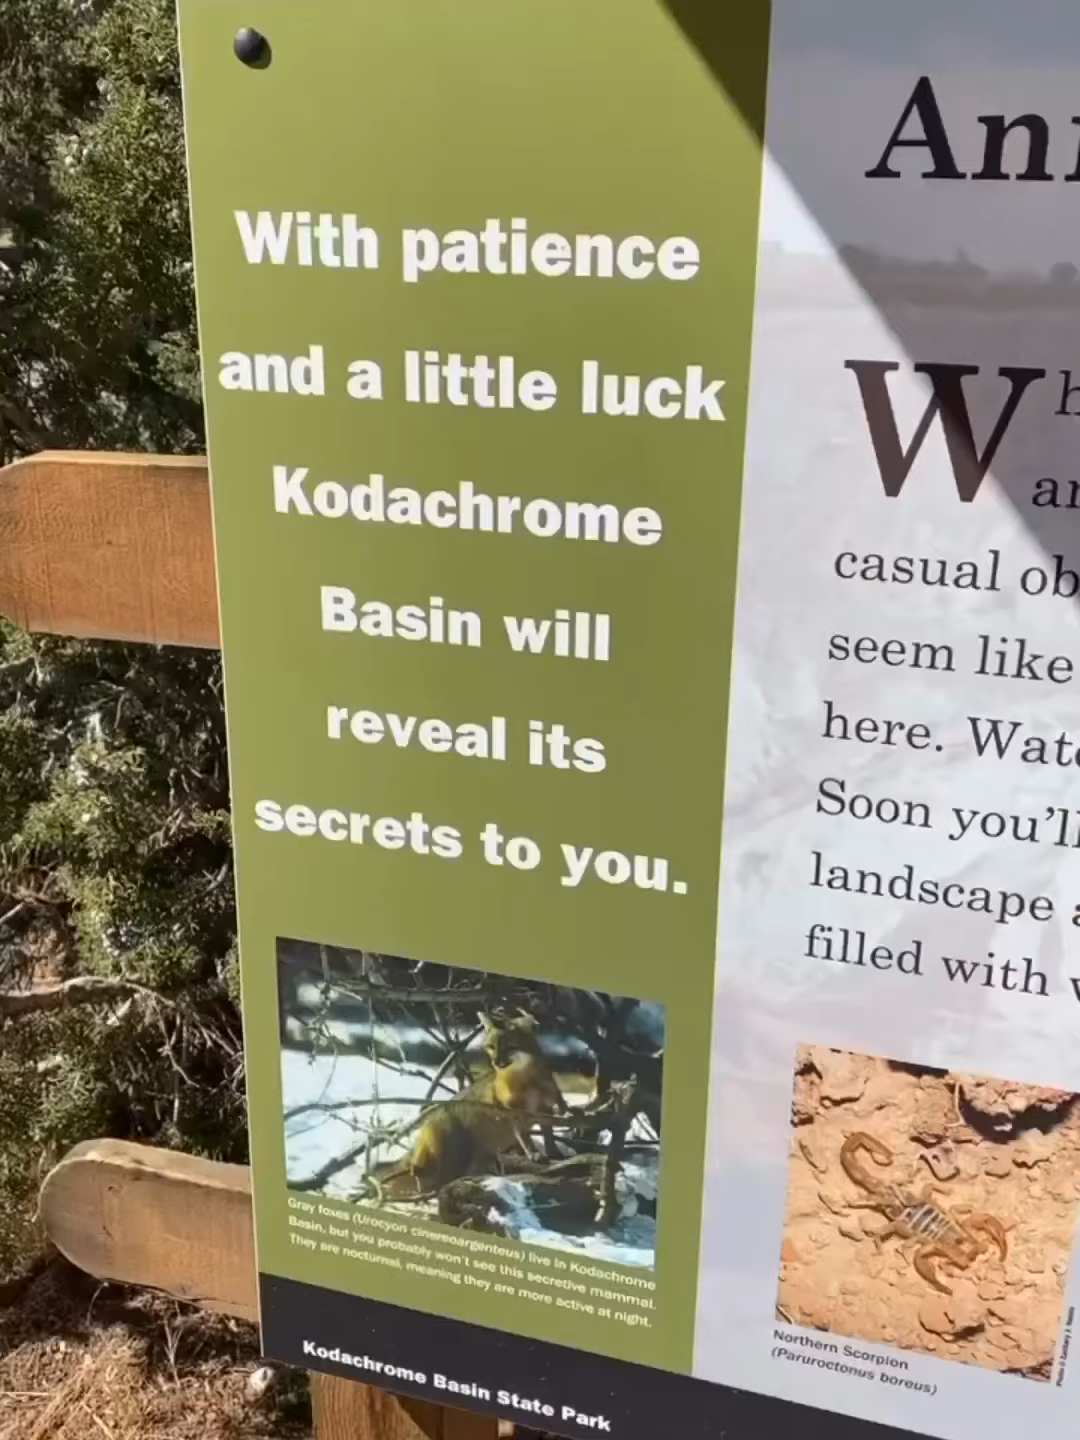 With patience
and a little luck
Kodachrome
Basin will
reveal its
secrets to you.
Gray foxes (Urocyon cinereoargenteus) live in Kodachrome
Basin, but you probably won't see this secretive mammal.
They are nocturnal, meaning they are more active at night.
Kodachrome Basin State Park
An
W
casual ob
seem like
here. Wat
Soon you'll
landscape a
filled with
Northern Scorpion
(Paruroctonus boreus)